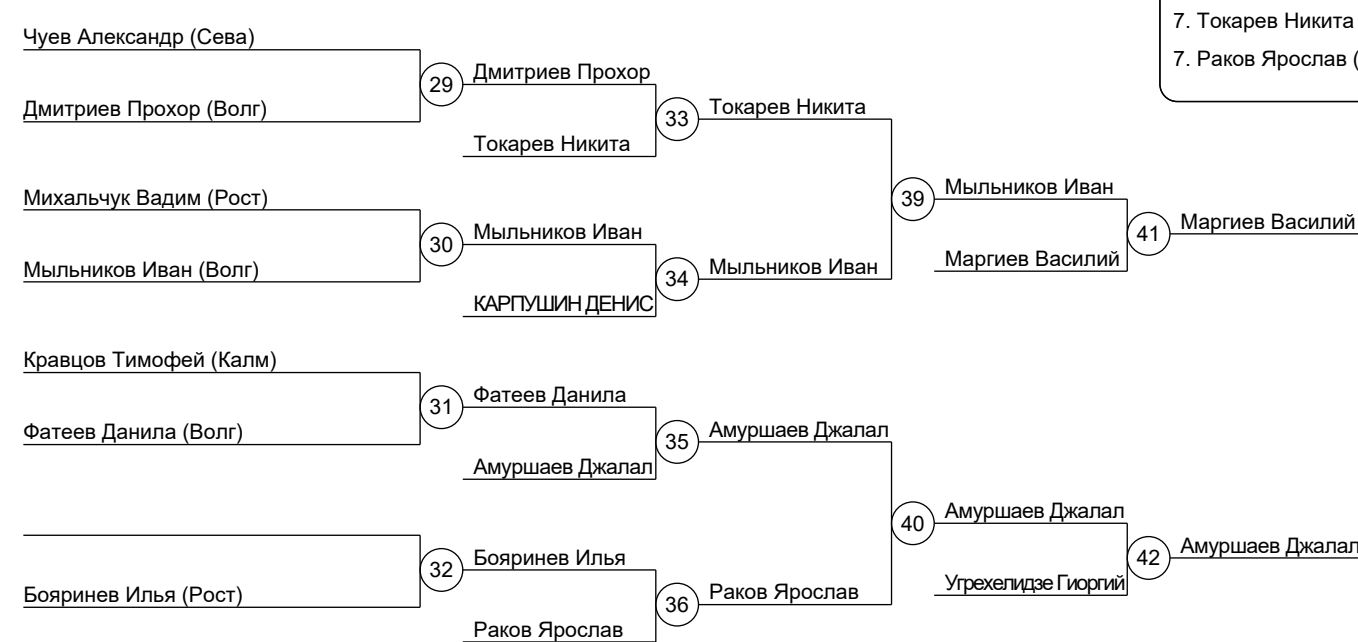 7. Токарев Никита
7. Раков Ярослав (
Чуев Александр (Сева)
29
Дмитриев Прохор
Дмитриев Прохор (Волг)
33
Токарев Никита
Токарев Никита
Михальчук Вадим (Рост)
39
Мыльников Иван
30
Мыльников Иван
41
Маргиев Василий
Мыльников Иван (Волг)
34
Мыльников Иван
Маргиев Василий
КАРПУШИН ДЕНИС
Кравцов Тимофей (Калм)
31
Фатеев Данила
Фатеев Данила (Волг)
35
Амуршаев Джалал
Амуршаев Джалал
40
Амуршаев Джалал
32
Бояринев Илья
42
Амуршаев Джалал
Бояринев Илья (Рост)
36
Раков Ярослав
Угрехелидзе Гиоргий
Раков Ярослав